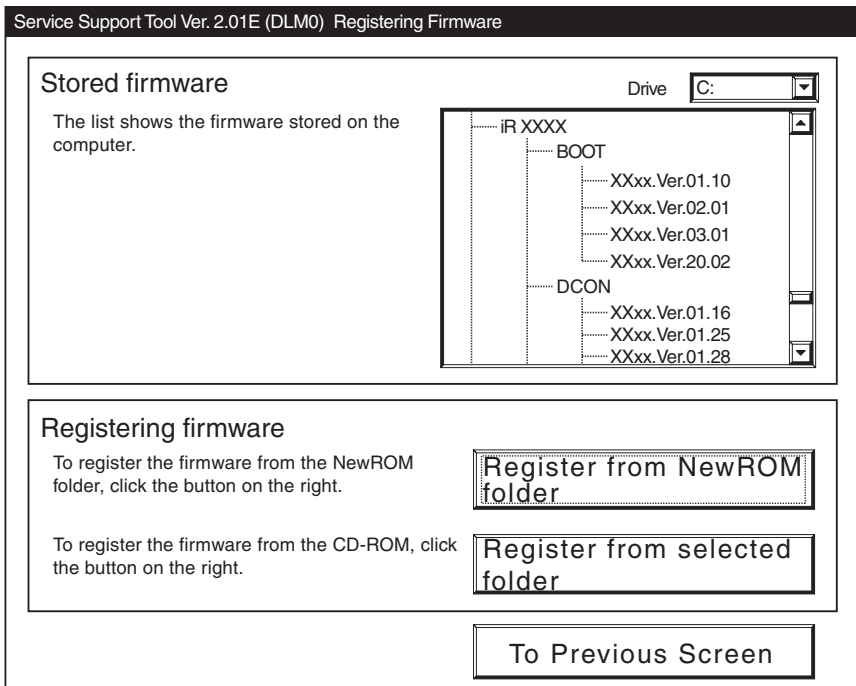 Service Support Tool Ver. 2.01E (DLM0)  Registering Firmware
Stored firmware
Drive
C:
The list shows the firmware stored on the
computer.
iR XXXX
BOOT
XXxx.Ver.01.10
XXxx.Ver.02.01
XXxx.Ver.03.01
XXxx.Ver.20.02
DCON
XXxx.Ver.01.16
XXxx.Ver.01.25
XXxx.Ver.01.28
Registering firmware
To register the firmware from the NewROM
folder, click the button on the right.
Register from NewROM
folder
To register the firmware from the CD-ROM, click
the button on the right.
Register from selected
folder
To Previous Screen